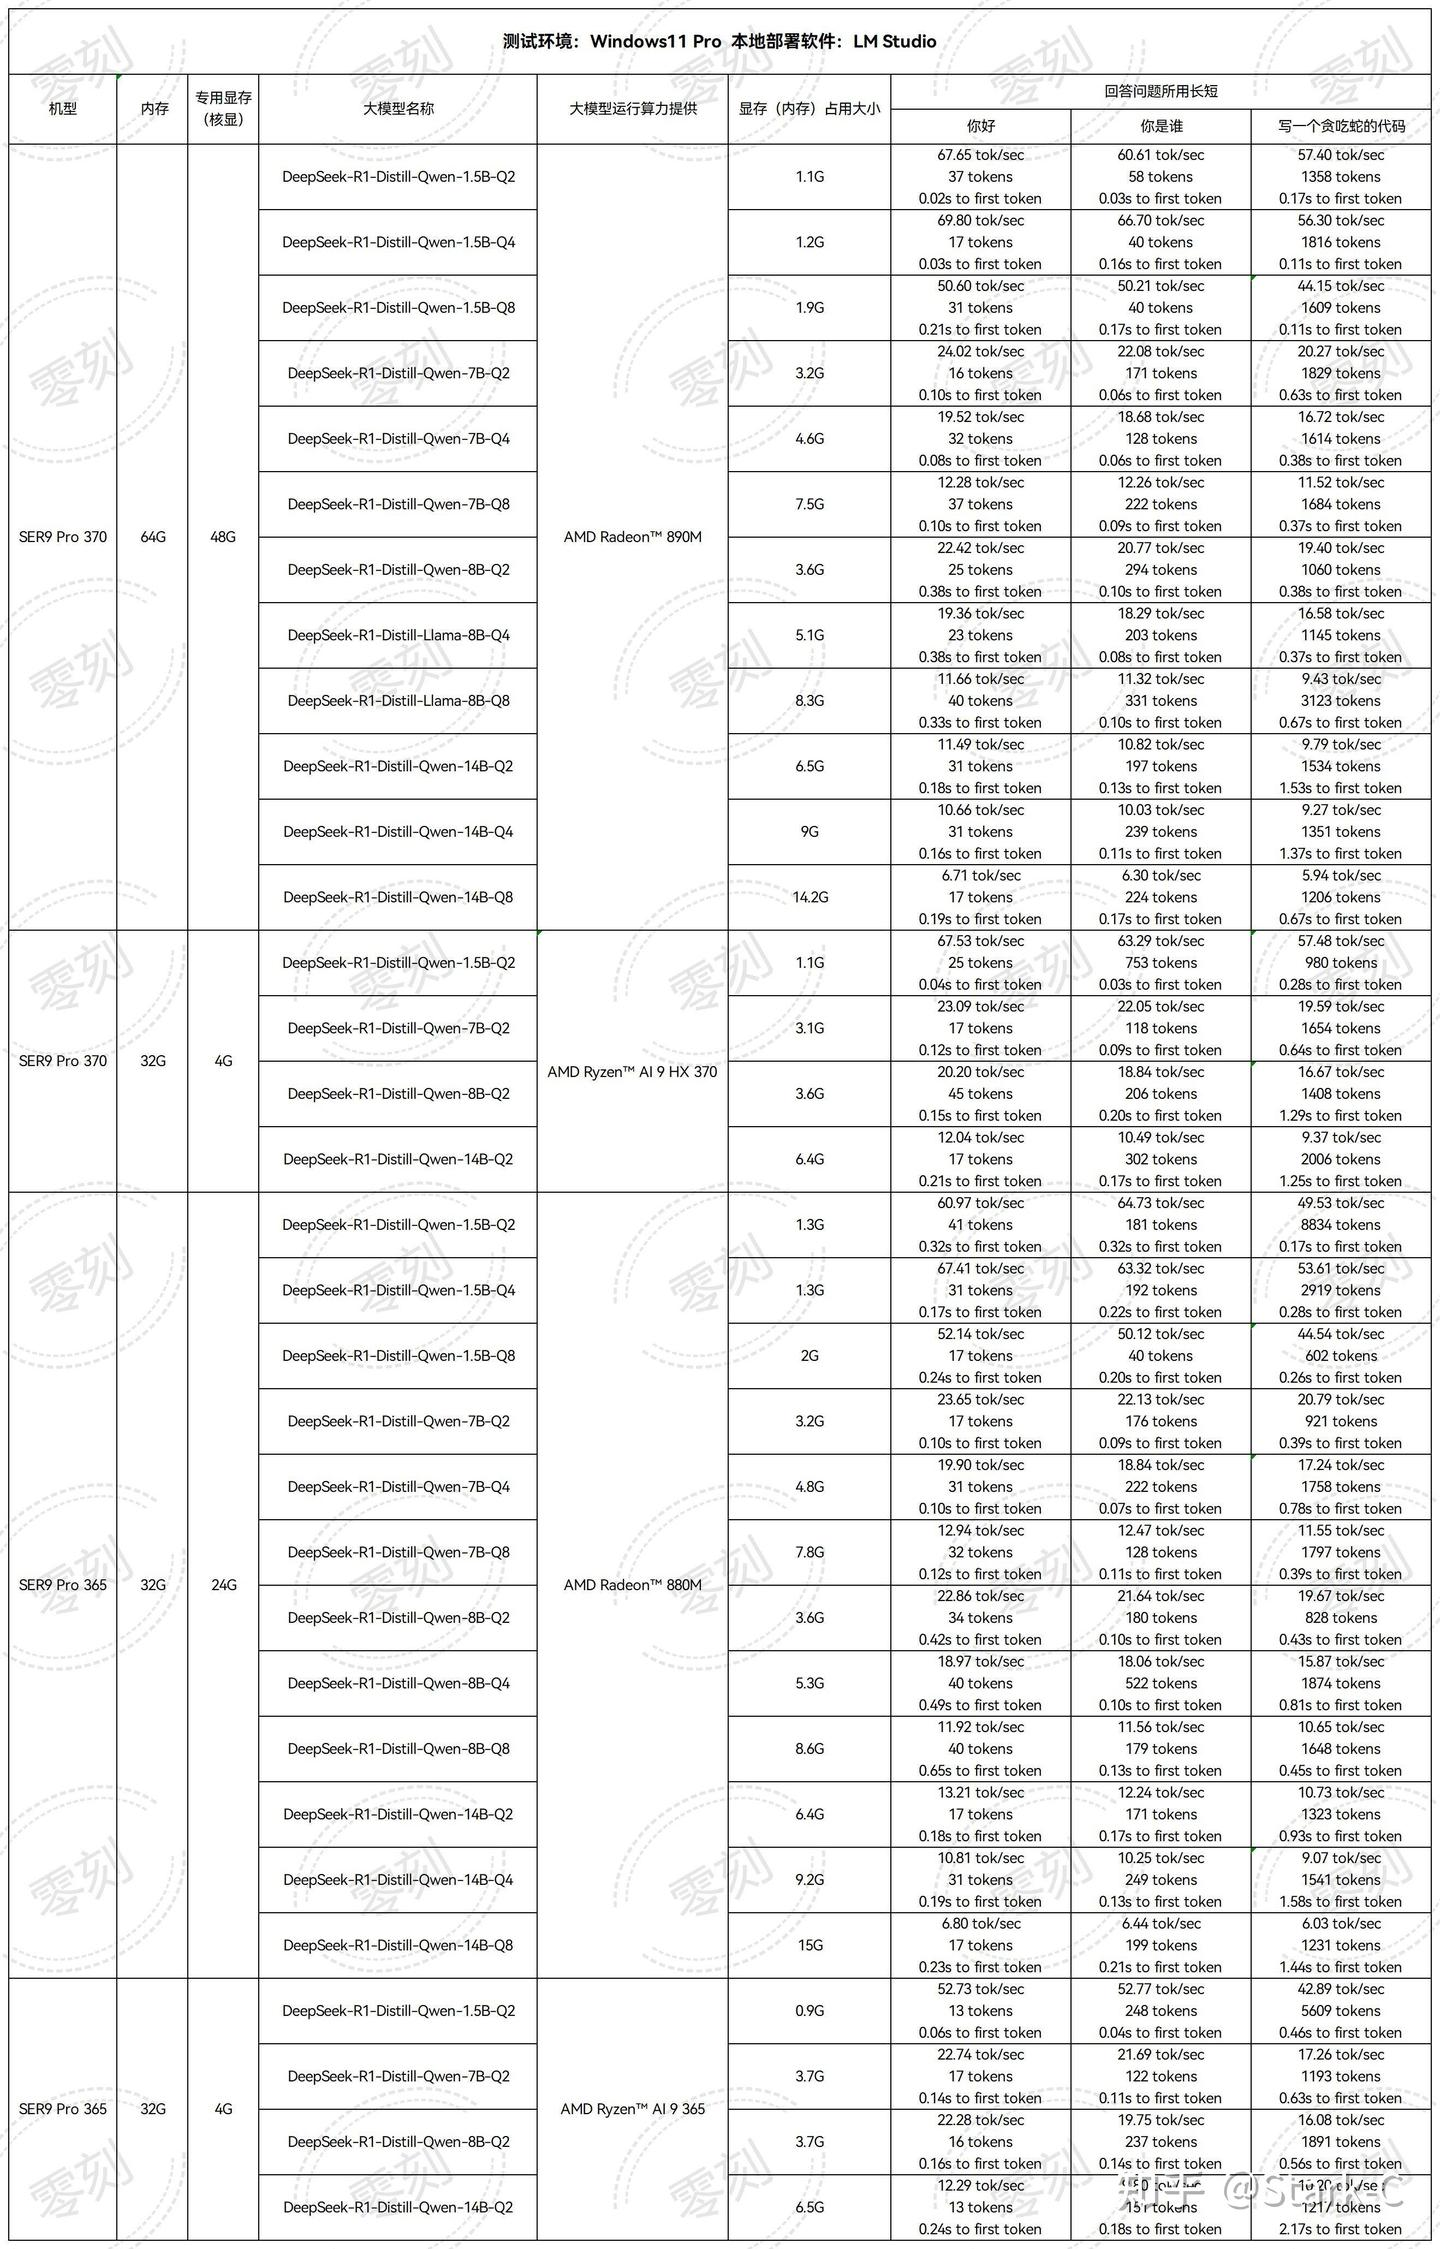 测试环境：Windows11 Pro 本地部署软件：LM Studio
机型
内存
专用显存
（核显）
大模型名称
大模型运行算力提供
显存（内存）占用大小
回答问题所用长短
你好
你是谁
写一个贪吃蛇的代码
SER9 Pro 370
64G
48G
AMD Radeon™ 890M
DeepSeek-R1-Distill-Qwen-1.5B-Q2
1.1G
67.65 tok/sec
37 tokens
0.02s to first token
60.61 tok/sec
58 tokens
0.03s to first token
57.40 tok/sec
1358 tokens
0.17s to first token
DeepSeek-R1-Distill-Qwen-1.5B-Q4
1.2G
69.80 tok/sec
17 tokens
0.03s to first token
66.70 tok/sec
40 tokens
0.16s to first token
56.30 tok/sec
1816 tokens
0.11s to first token
DeepSeek-R1-Distill-Qwen-1.5B-Q8
1.9G
50.60 tok/sec
31 tokens
0.21s to first token
50.21 tok/sec
40 tokens
0.17s to first token
44.15 tok/sec
1609 tokens
0.11s to first token
DeepSeek-R1-Distill-Qwen-7B-Q2
3.2G
24.02 tok/sec
16 tokens
0.10s to first token
22.08 tok/sec
171 tokens
0.06s to first token
20.27 tok/sec
1829 tokens
0.63s to first token
DeepSeek-R1-Distill-Qwen-7B-Q4
4.6G
19.52 tok/sec
32 tokens
0.08s to first token
18.68 tok/sec
128 tokens
0.06s to first token
16.72 tok/sec
1614 tokens
0.38s to first token
DeepSeek-R1-Distill-Qwen-7B-Q8
7.5G
12.28 tok/sec
37 tokens
0.10s to first token
12.26 tok/sec
222 tokens
0.09s to first token
11.52 tok/sec
1684 tokens
0.37s to first token
DeepSeek-R1-Distill-Qwen-8B-Q2
3.6G
22.42 tok/sec
25 tokens
0.38s to first token
20.77 tok/sec
294 tokens
0.10s to first token
19.40 tok/sec
1060 tokens
0.38s to first token
DeepSeek-R1-Distill-Llama-8B-Q4
5.1G
19.36 tok/sec
23 tokens
0.38s to first token
18.29 tok/sec
203 tokens
0.08s to first token
16.58 tok/sec
1145 tokens
0.37s to first token
DeepSeek-R1-Distill-Llama-8B-Q8
8.3G
11.66 tok/sec
40 tokens
0.33s to first token
11.32 tok/sec
331 tokens
0.10s to first token
9.43 tok/sec
3123 tokens
0.67s to first token
DeepSeek-R1-Distill-Qwen-14B-Q2
6.5G
11.49 tok/sec
31 tokens
0.18s to first token
10.82 tok/sec
197 tokens
0.13s to first token
9.79 tok/sec
1534 tokens
1.53s to first token
DeepSeek-R1-Distill-Qwen-14B-Q4
9G
10.66 tok/sec
31 tokens
0.16s to first token
10.03 tok/sec
239 tokens
0.11s to first token
9.27 tok/sec
1351 tokens
1.37s to first token
DeepSeek-R1-Distill-Qwen-14B-Q8
14.2G
6.71 tok/sec
17 tokens
0.19s to first token
6.30 tok/sec
224 tokens
0.17s to first token
5.94 tok/sec
1206 tokens
0.67s to first token
SER9 Pro 370
32G
4G
AMD Ryzen™ AI 9 HX 370
DeepSeek-R1-Distill-Qwen-1.5B-Q2
1.1G
67.53 tok/sec
25 tokens
0.04s to first token
63.29 tok/sec
753 tokens
0.03s to first token
57.48 tok/sec
980 tokens
0.28s to first token
DeepSeek-R1-Distill-Qwen-7B-Q2
3.1G
23.09 tok/sec
17 tokens
0.12s to first token
22.05 tok/sec
118 tokens
0.09s to first token
19.59 tok/sec
1654 tokens
0.64s to first token
DeepSeek-R1-Distill-Qwen-8B-Q2
3.6G
20.20 tok/sec
45 tokens
0.15s to first token
18.84 tok/sec
206 tokens
0.20s to first token
16.67 tok/sec
1408 tokens
1.29s to first token
DeepSeek-R1-Distill-Qwen-14B-Q2
6.4G
12.04 tok/sec
17 tokens
0.21s to first token
10.49 tok/sec
302 tokens
0.17s to first token
9.37 tok/sec
2006 tokens
1.25s to first token
SER9 Pro 365
32G
24G
AMD Radeon™ 880M
DeepSeek-R1-Distill-Qwen-1.5B-Q2
1.3G
60.97 tok/sec
41 tokens
0.32s to first token
64.73 tok/sec
181 tokens
0.32s to first token
49.53 tok/sec
8834 tokens
0.17s to first token
DeepSeek-R1-Distill-Qwen-1.5B-Q4
1.3G
67.41 tok/sec
31 tokens
0.17s to first token
63.32 tok/sec
192 tokens
0.22s to first token
53.61 tok/sec
2919 tokens
0.28s to first token
DeepSeek-R1-Distill-Qwen-1.5B-Q8
2G
52.14 tok/sec
17 tokens
0.24s to first token
50.12 tok/sec
40 tokens
0.20s to first token
44.54 tok/sec
602 tokens
0.26s to first token
DeepSeek-R1-Distill-Qwen-7B-Q2
3.2G
23.65 tok/sec
17 tokens
0.10s to first token
22.13 tok/sec
176 tokens
0.09s to first token
20.79 tok/sec
921 tokens
0.39s to first token
DeepSeek-R1-Distill-Qwen-7B-Q4
4.8G
19.90 tok/sec
31 tokens
0.10s to first token
18.84 tok/sec
222 tokens
0.07s to first token
17.24 tok/sec
1758 tokens
0.78s to first token
DeepSeek-R1-Distill-Qwen-7B-Q8
7.8G
12.94 tok/sec
32 tokens
0.12s to first token
12.47 tok/sec
128 tokens
0.11s to first token
11.55 tok/sec
1797 tokens
0.39s to first token
DeepSeek-R1-Distill-Qwen-8B-Q2
3.6G
22.86 tok/sec
34 tokens
0.42s to first token
21.64 tok/sec
180 tokens
0.10s to first token
19.67 tok/sec
828 tokens
0.43s to first token
DeepSeek-R1-Distill-Qwen-8B-Q4
5.3G
18.97 tok/sec
40 tokens
0.49s to first token
18.06 tok/sec
522 tokens
0.10s to first token
15.87 tok/sec
1874 tokens
0.81s to first token
DeepSeek-R1-Distill-Qwen-8B-Q8
8.6G
11.92 tok/sec
40 tokens
0.65s to first token
11.56 tok/sec
179 tokens
0.13s to first token
10.65 tok/sec
1648 tokens
0.45s to first token
DeepSeek-R1-Distill-Qwen-14B-Q2
6.4G
13.21 tok/sec
17 tokens
0.18s to first token
12.24 tok/sec
171 tokens
0.17s to first token
10.73 tok/sec
1323 tokens
0.93s to first token
DeepSeek-R1-Distill-Qwen-14B-Q4
9.2G
10.81 tok/sec
31 tokens
0.19s to first token
10.25 tok/sec
249 tokens
0.13s to first token
9.07 tok/sec
1541 tokens
1.58s to first token
DeepSeek-R1-Distill-Qwen-14B-Q8
15G
6.80 tok/sec
17 tokens
0.23s to first token
6.44 tok/sec
199 tokens
0.21s to first token
6.03 tok/sec
1231 tokens
1.44s to first token
SER9 Pro 365
32G
4G
AMD Ryzen™ AI 9 365
DeepSeek-R1-Distill-Qwen-1.5B-Q2
0.9G
52.73 tok/sec
13 tokens
0.06s to first token
52.77 tok/sec
248 tokens
0.04s to first token
42.89 tok/sec
5609 tokens
0.46s to first token
DeepSeek-R1-Distill-Qwen-7B-Q2
3.7G
22.74 tok/sec
17 tokens
0.14s to first token
21.69 tok/sec
122 tokens
0.11s to first token
17.26 tok/sec
1193 tokens
0.63s to first token
DeepSeek-R1-Distill-Qwen-8B-Q2
3.7G
22.28 tok/sec
16 tokens
0.16s to first token
19.75 tok/sec
237 tokens
0.14s to first token
16.08 tok/sec
1891 tokens
0.56s to first token
DeepSeek-R1-Distill-Qwen-14B-Q2
6.5G
12.29 tok/sec
13 tokens
0.24s to first token
tok/sec
tokens
0.18s to first token
10.20 tok/sec
1217 tokens
2.17s to first token
知乎 @Stark-C
零刻